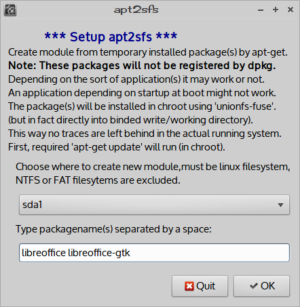 apt2sfs
*** Setup apt2sfs ***
Create module from temporary installed package(s) by apt-get.
Note: These packages will not be registered by dpkg.
Depending on the sort of application(s) it may work or not.
An application depending on startup at boot might not work.
The package(s) will be installed in chroot using 'unionfs-fuse'.
(but in fact directly into binded write/working directory).
This way no traces are left behind in the actual running system.
First, required 'apt-get update' will run (in chroot).
Choose where to create new module,must be linux filesystem,
NTFS or FAT filesytems are excluded.
sda1
Type packagename(s) separated by a space:
libreoffice libreoffice-gtk
Quit OK